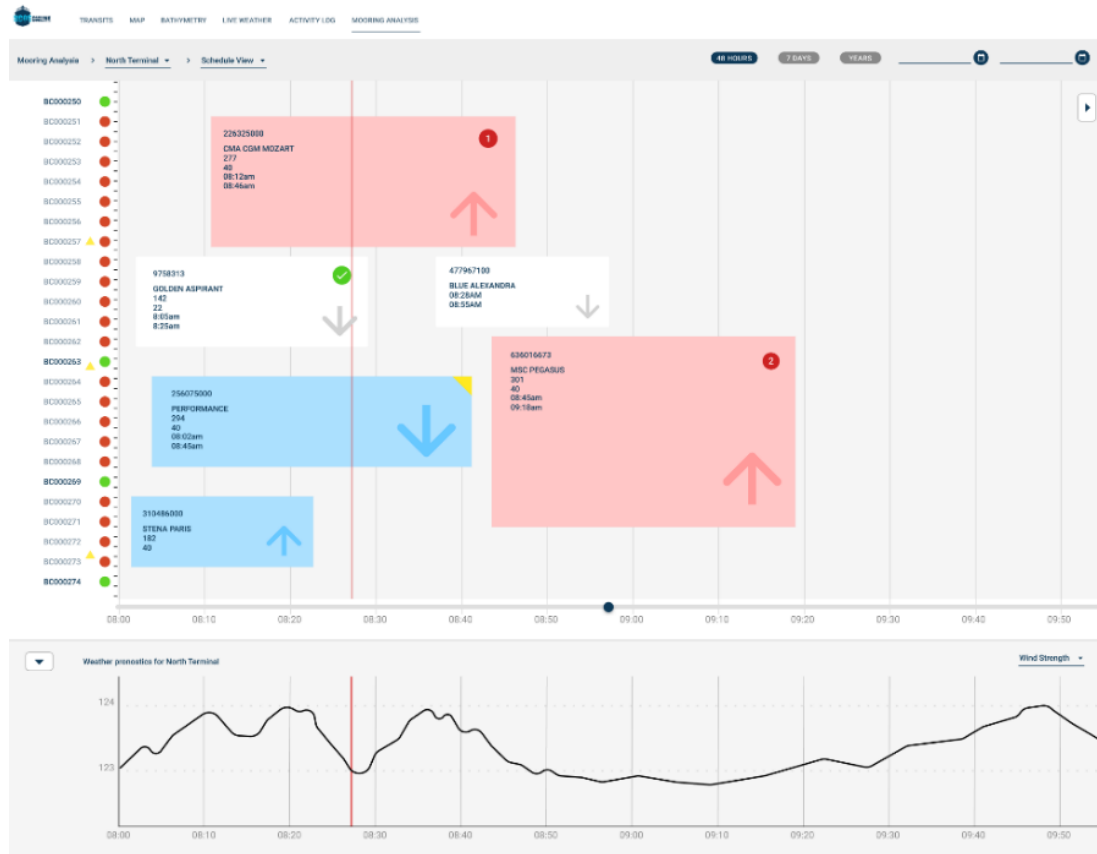 TRANSITS MAP BATHYMETRY LIVE WEATHER ACTIVITY LOG MOORING ANALYSIS
Mooring Analysis > North Terminal > Schedule View
48 HOURS 7 DAYS YEARS
BC000250
BC000251
BC000252
BC000253
BC000254
BC000255
BC000256
BC000257
BC000258
BC000259
BC000260
BC000261
BC000262
BC000263
BC000264
BC000265
BC000266
BC000267
BC000268
BC000269
BC000270
BC000271
BC000272
BC000273
BC000274
226325000
1
CMA CGM MOZART
277
40
08:12am
08:46am
9758313
GOLDEN ASPIRANT
142
22
8:05am
8:25am
477967100
BLUE ALEXANDRA
08:28AM
08:55AM
636016673
2
MSC PEGASUS
301
40
08:45am
09:18am
256075000
PERFORMANCE
294
40
08:02am
08:45am
310486000
STENA PARIS
182
40
08:00 08:10 08:20 08:30 08:40 08:50 09:00 09:10 09:20 09:30 09:40 09:50
Weather pronostics for North Terminal
Wind Strength
124
123
08:00 08:10 08:20 08:30 08:40 08:50 09:00 09:10 09:20 09:30 09:40 09:50